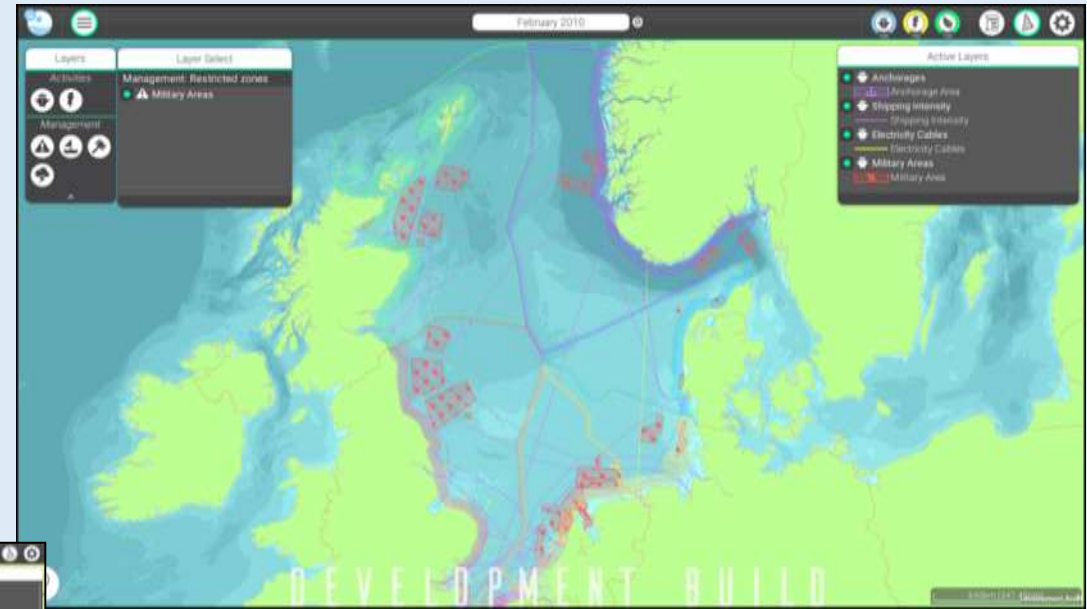 February 2010
Layers
Layer Select
Activities
Management: Restricted zones
Military Areas
Management
Active Layers
Anchorages
Anchorage Area
Shipping Intensity
Shipping Intensity
Electricity Cables
Electricity Cables
Military Areas
Military Area
DEVELOPMENT BUILD